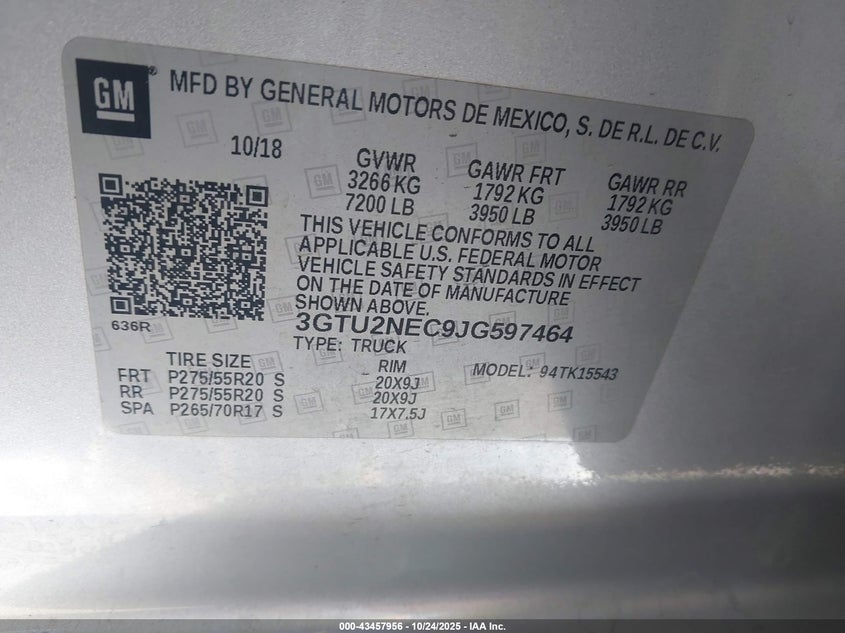 GM ® MFD BY GENERAL MOTORS DE MEXICO, S. DE R.L. DE C.V.
10/18
GVWR GAWR FRT GAWR RR
3266 KG 1792 KG 1792 KG
7200 LB 3950 LB 3950 LB
THIS VEHICLE CONFORMS TO ALL
APPLICABLE U.S. FEDERAL MOTOR
VEHICLE SAFETY STANDARDS IN EFFECT
ON THE DATE OF MANUFACTURE
SHOWN ABOVE.
636R
3GTU2NEC9JG597464
TYPE: TRUCK
TIRE SIZE RIM MODEL: 94TK15543
FRT P275/55R20 S 20X9J
RR P275/55R20 S 20X9J
SPA P265/70R17 S 17X7.5J
000-43457956 - 10/24/2025 - IAA Inc.